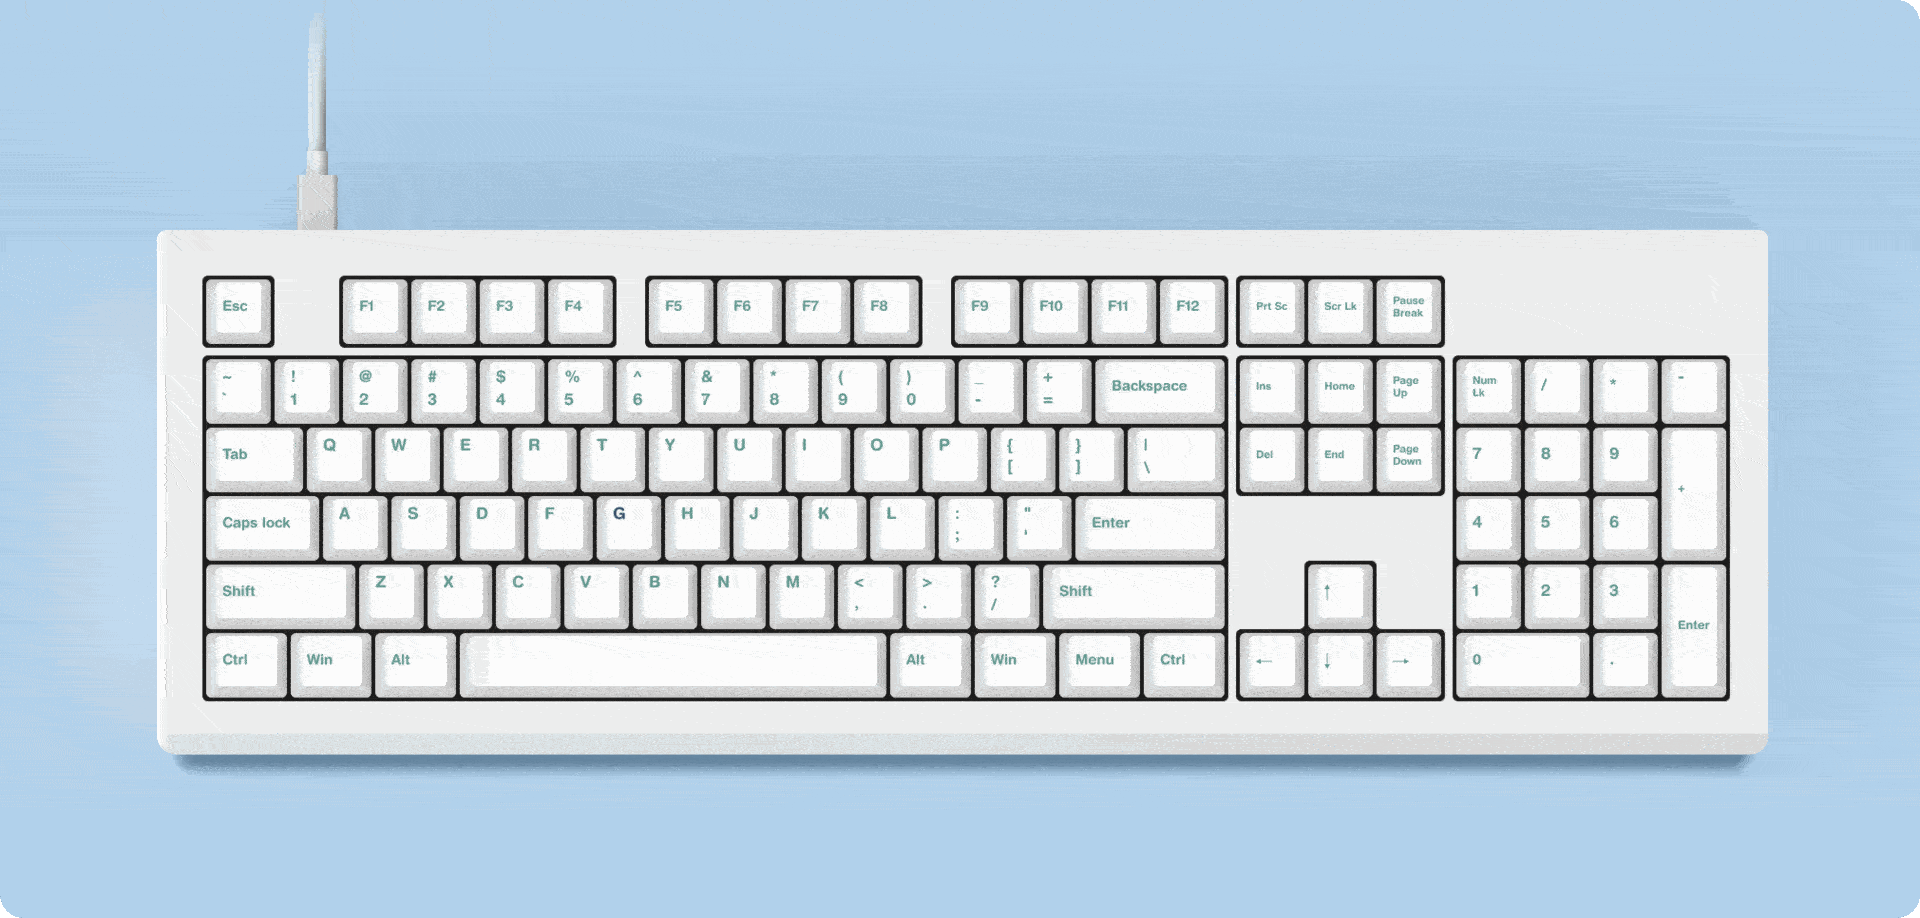 Esc F1 F2 F3 F4 F5 F6 F7 F8 F9 F10 F11 F12 Prt Sc Scr Lk Pause
Break
~ ! @ # $ % ^ & * ( ) _ +
` 1 2 3 4 5 6 7 8 9 0 - =
Backspace Ins Home Page
Up
Num
Lk
/ * -
Tab Q W E R T Y U I O P { } |
[ ] \
Del End Page
Down
7 8 9 +
Caps lock A S D F G H J K L : "
; '
Enter 4 5 6
Shift Z X C V B N M < > ?
, . /
Shift ↑ 1 2 3 Enter
Ctrl Win Alt Alt Win Menu Ctrl ← ↓ → 0 .